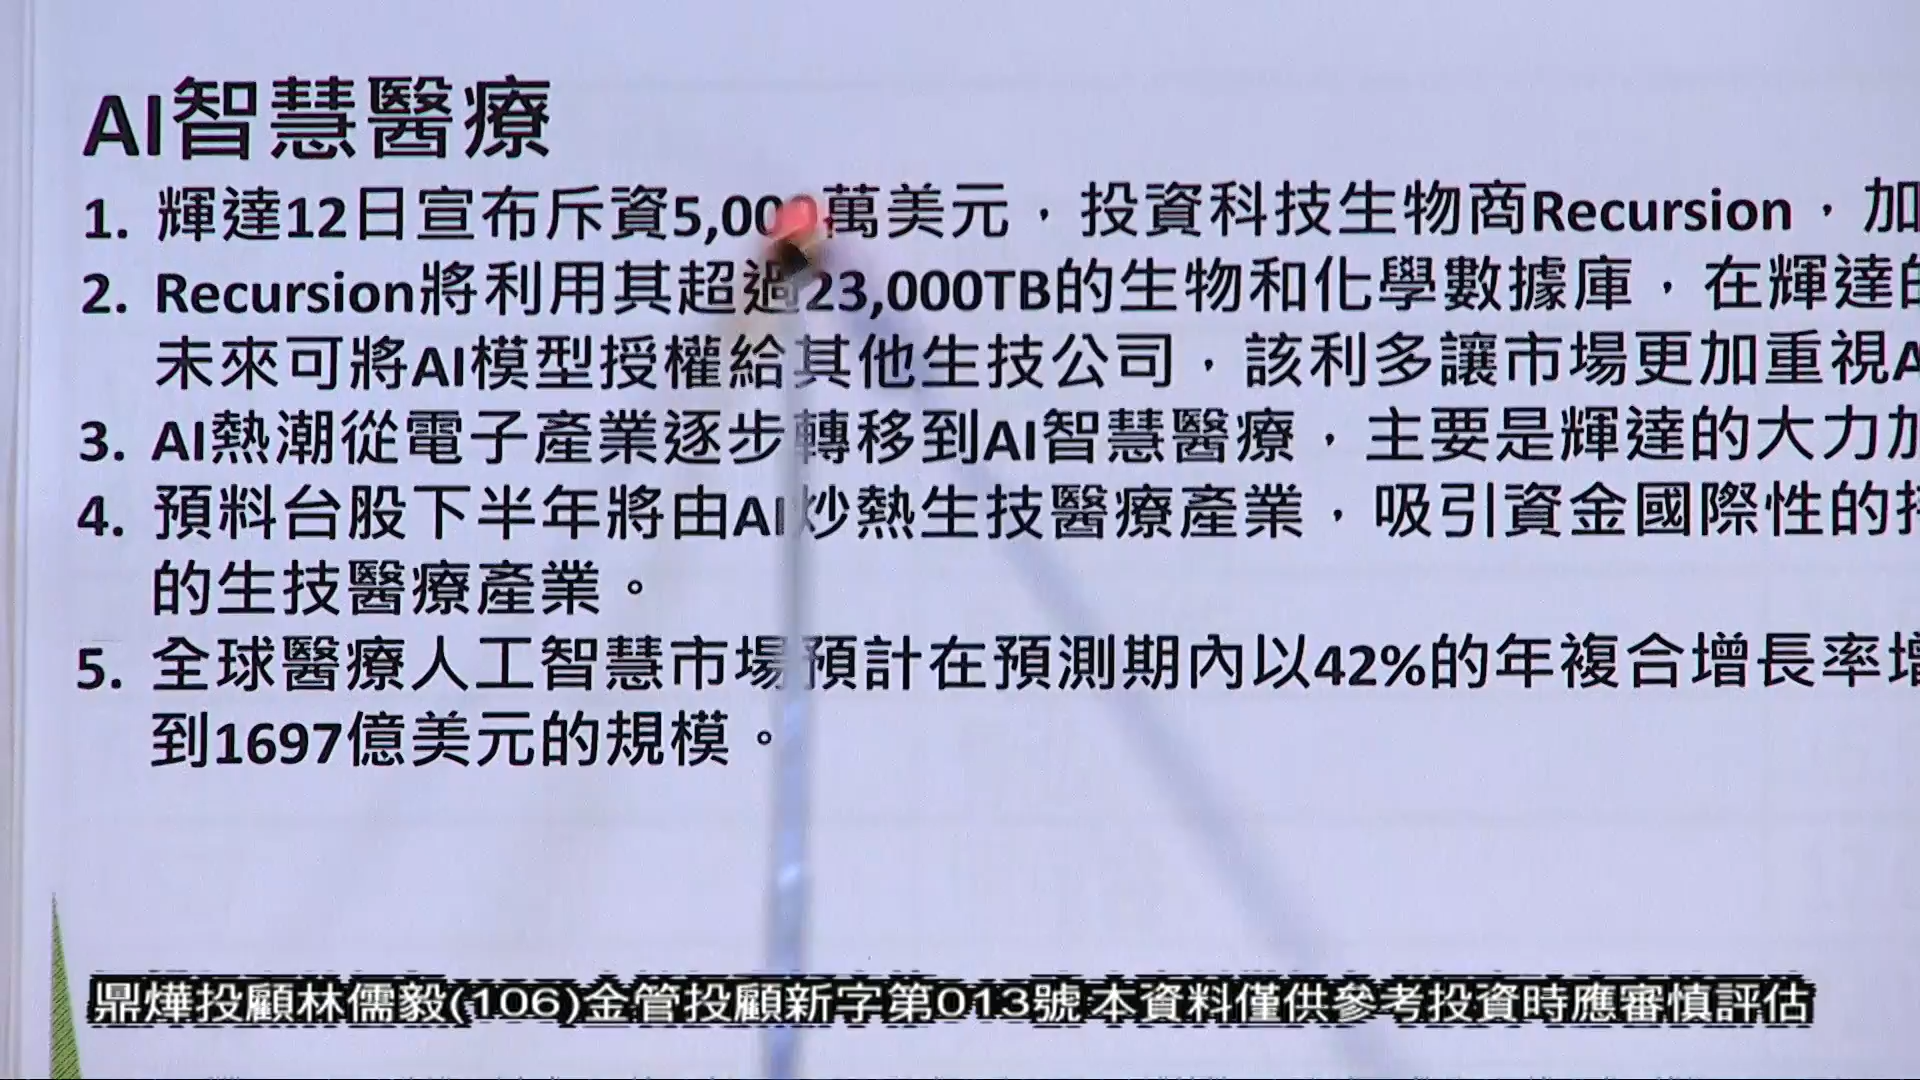 AI智慧醫療
1. 輝達12日宣布斥資5,000萬美元，投資科技生物商Recursion，加
2. Recursion將利用其超過23,000TB的生物和化學數據庫，在輝達的
未來可將AI模型授權給其他生技公司，該利多讓市場更加重視A
3. AI熱潮從電子產業逐步轉移到AI智慧醫療，主要是輝達的大力加
4. 預料台股下半年將由AI炒熱生技醫療產業，吸引資金國際性的
的生技醫療產業。
5. 全球醫療人工智慧市場預計在預測期內以42%的年複合增長率增
到1697億美元的規模。
鼎燁投顧林儒毅(106)金管投顧新字第013號 本資料僅供參考投資時應審慎評估